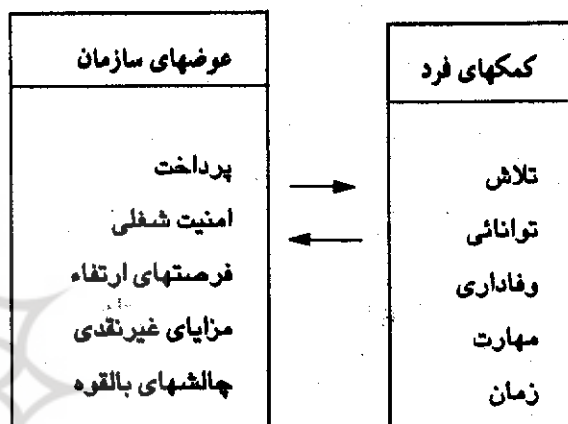 کمکهای فرد
تلاش
توانائی
وفاداری
مهارت
زمان
عوضهای سازمان
پرداخت
امنیت شغلی
فرصتهای ارتقاء
مزایای غیرنقدی
چالشهای بالقوه